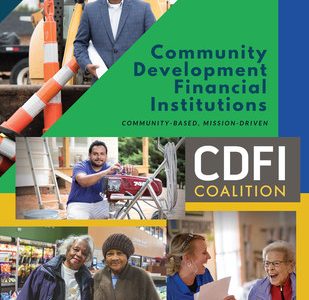 Community
Development
Financial
Institutions
COMMUNITY-BASED, MISSION-DRIVEN
CDFI
COALITION